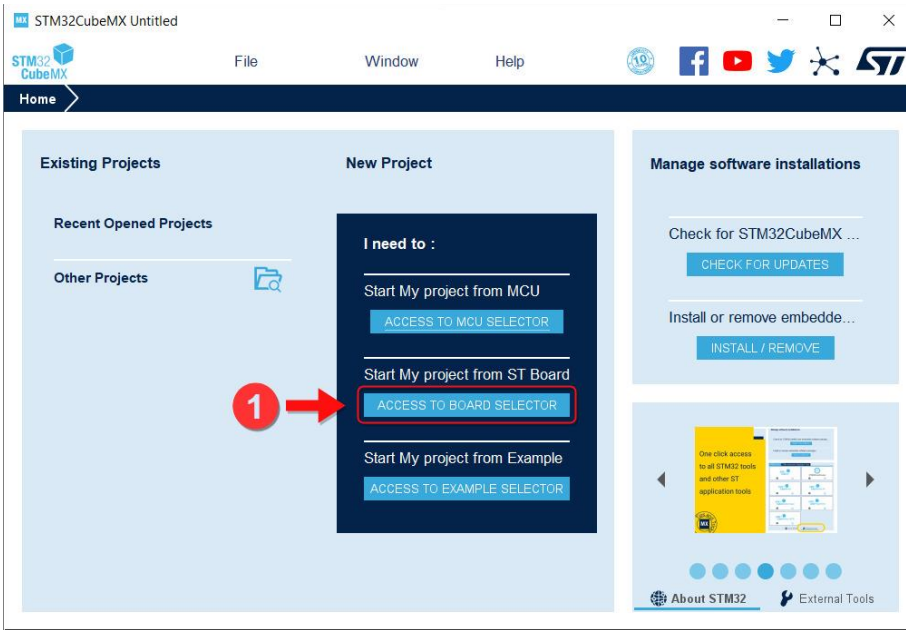 MX STM32CubeMX Untitled
STM32
CubeMX
File Window Help
10
Home
Existing Projects
Recent Opened Projects
Other Projects
New Project
I need to :
Start My project from MCU
ACCESS TO MCU SELECTOR
Start My project from ST Board
1
ACCESS TO BOARD SELECTOR
Start My project from Example
ACCESS TO EXAMPLE SELECTOR
Manage software installations
Check for STM32CubeMX ...
CHECK FOR UPDATES
Install or remove embedde...
INSTALL / REMOVE
One click access
to all STM32 tools
and other ST
application tools
MX
About STM32
External Tools